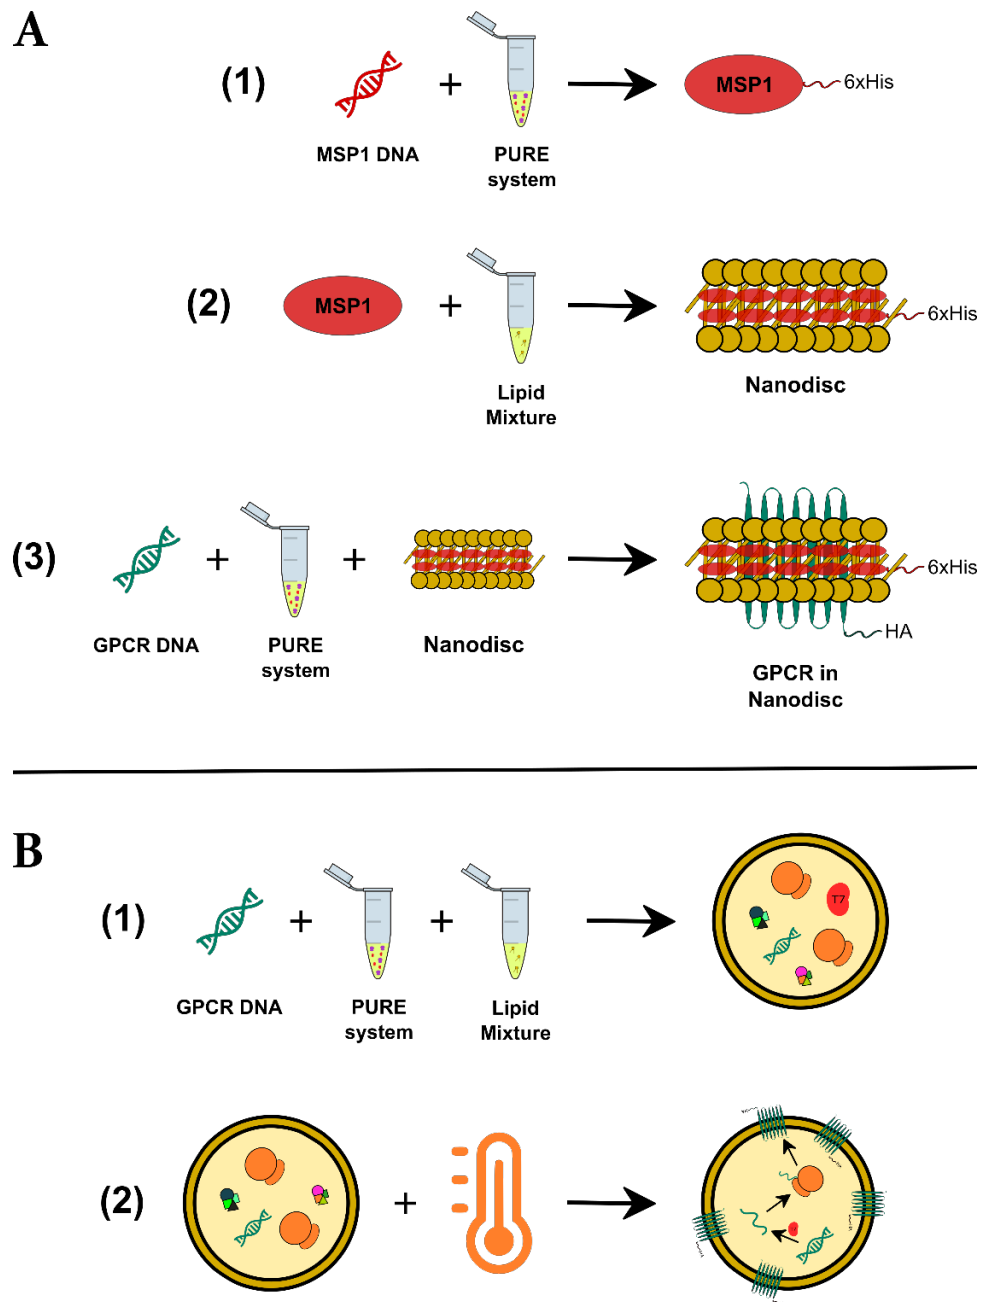 A
(1)
MSP1 DNA
+
PURE
system
MSP1
6xHis
(2)
MSP1
+
Lipid
Mixture
6xHis
Nanodisc
(3)
GPCR DNA
+
PURE
system
+
Nanodisc
6xHis
HA
GPCR in
Nanodisc
B
(1)
GPCR DNA
+
PURE
system
+
Lipid
Mixture
T7
(2)
+